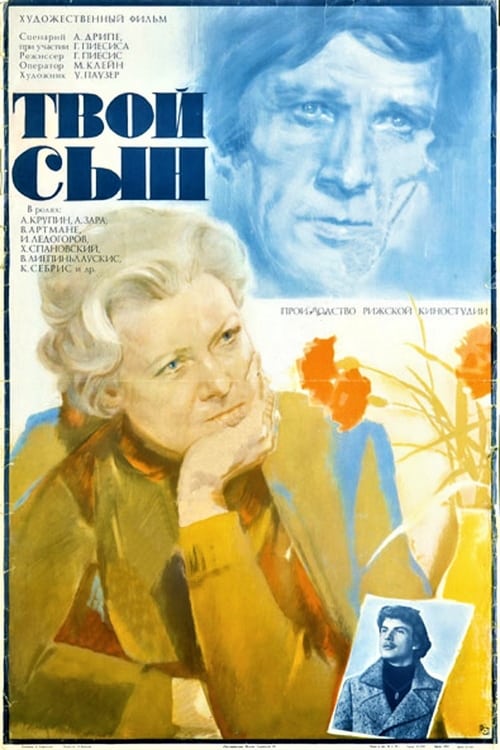 ХУДОЖЕСТВЕННЫЙ ФИЛЬМ
Сценарий А. ДРИПЕ,
при участии Г. ПИЕСИСА
Режиссер Г. ПИЕСИС
Оператор М. КЛЕЙН
Художник У. ПАУЗЕР
ТВОЙ
СЫН
В ролях:
А. КРУПИН, А. ЗАРА,
В. АРТМАНЕ,
И. ЛЕДОГОРОВ,
Х. СПАНОВСКИЙ,
В. ЛИЕПИНЬЛАУСКИС,
К. СЕБРИС и др.
ПРОИЗВОДСТВО РИЖСКОЙ КИНОСТУДИИ